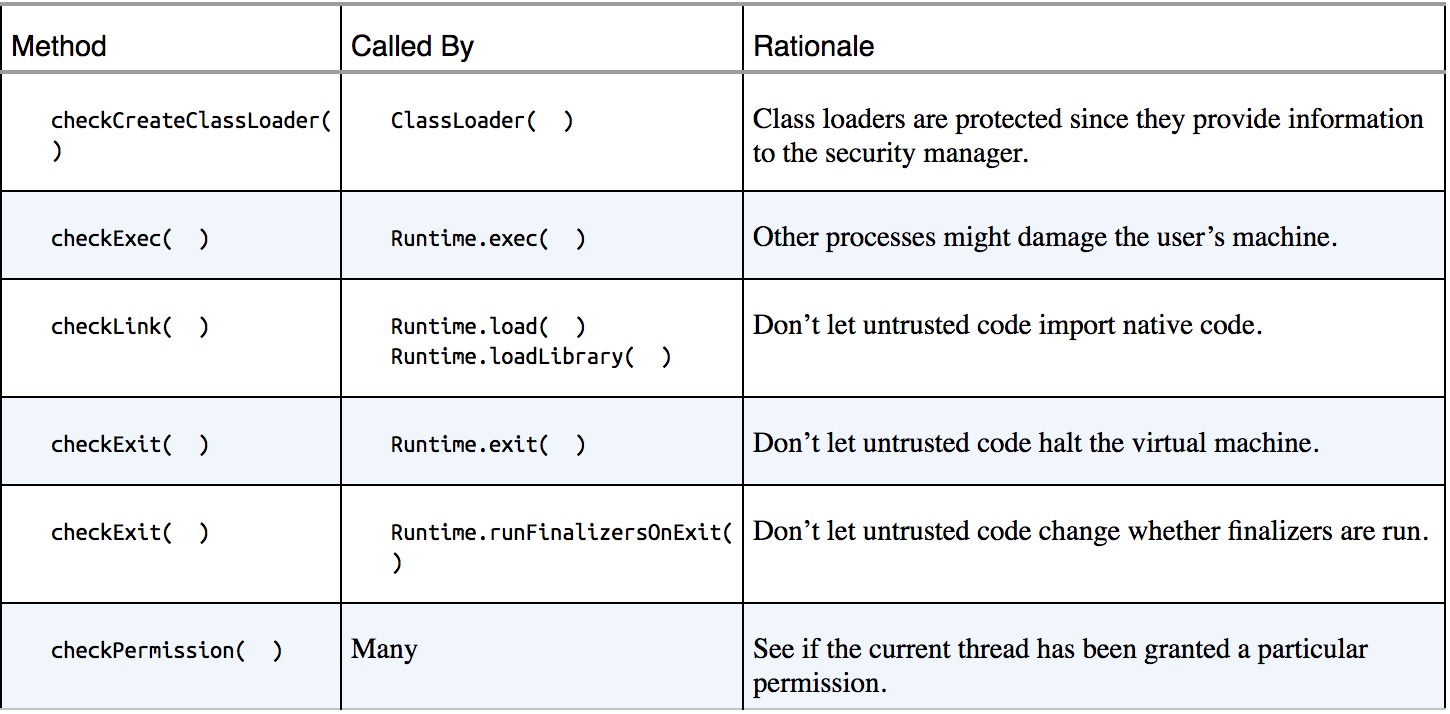 Method Called By Rationale
checkCreateClassLoader( ClassLoader(  ) Class loaders are protected since they provide information
) to the security manager.
checkExec(  ) Runtime.exec(  ) Other processes might damage the user’s machine.
checkLink(  ) Runtime.load(  ) Don’t let untrusted code import native code.
Runtime.loadLibrary(  )
checkExit(  ) Runtime.exit(  ) Don’t let untrusted code halt the virtual machine.
checkExit(  ) Runtime.runFinalizersOnExit( Don’t let untrusted code change whether finalizers are run.
)
checkPermission(  ) Many See if the current thread has been granted a particular
permission.